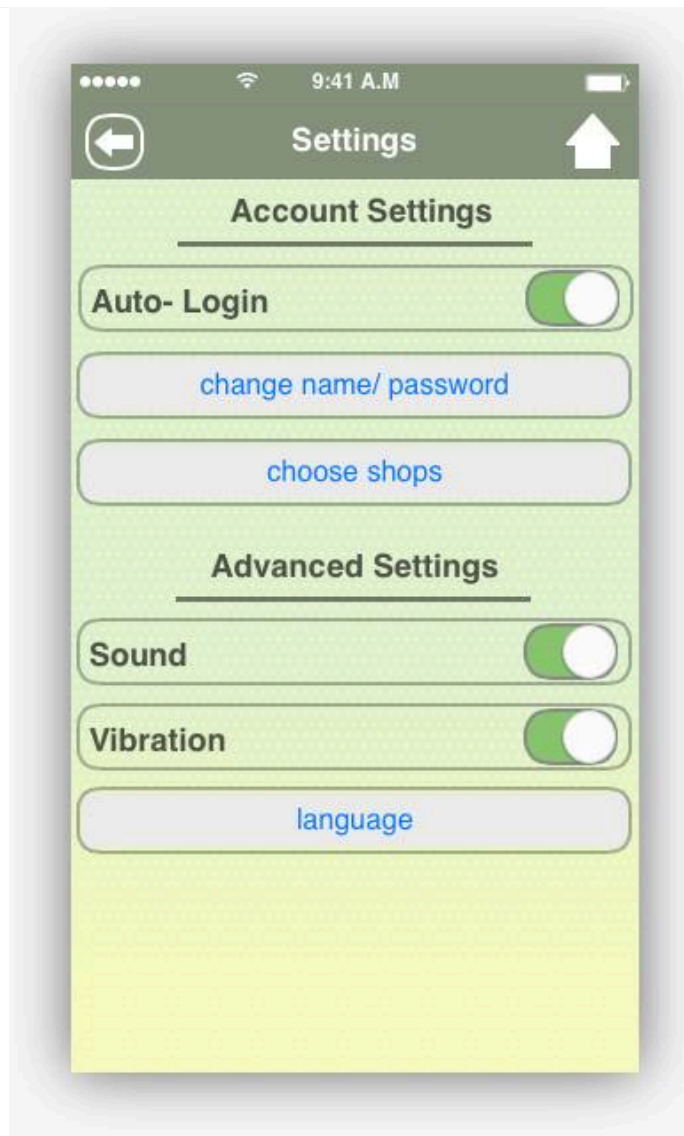 9:41 A.M
Settings
Account Settings
Auto- Login
change name/ password
choose shops
Advanced Settings
Sound
Vibration
language